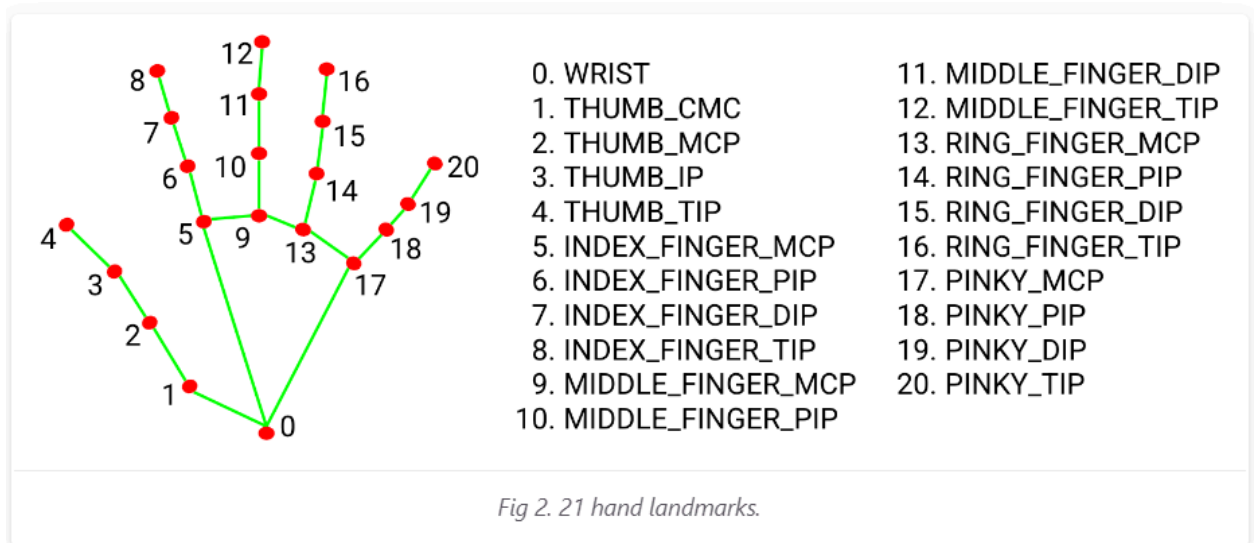 12
8
16
11
7
15
10
20
6
14
19
4
5
9
18
13
3
17
2
1
0
0. WRIST
1. THUMB_CMC
2. THUMB_MCP
3. THUMB_IP
4. THUMB_TIP
5. INDEX_FINGER_MCP
6. INDEX_FINGER_PIP
7. INDEX_FINGER_DIP
8. INDEX_FINGER_TIP
9. MIDDLE_FINGER_MCP
10. MIDDLE_FINGER_PIP
11. MIDDLE_FINGER_DIP
12. MIDDLE_FINGER_TIP
13. RING_FINGER_MCP
14. RING_FINGER_PIP
15. RING_FINGER_DIP
16. RING_FINGER_TIP
17. PINKY_MCP
18. PINKY_PIP
19. PINKY_DIP
20. PINKY_TIP
Fig 2. 21 hand landmarks.